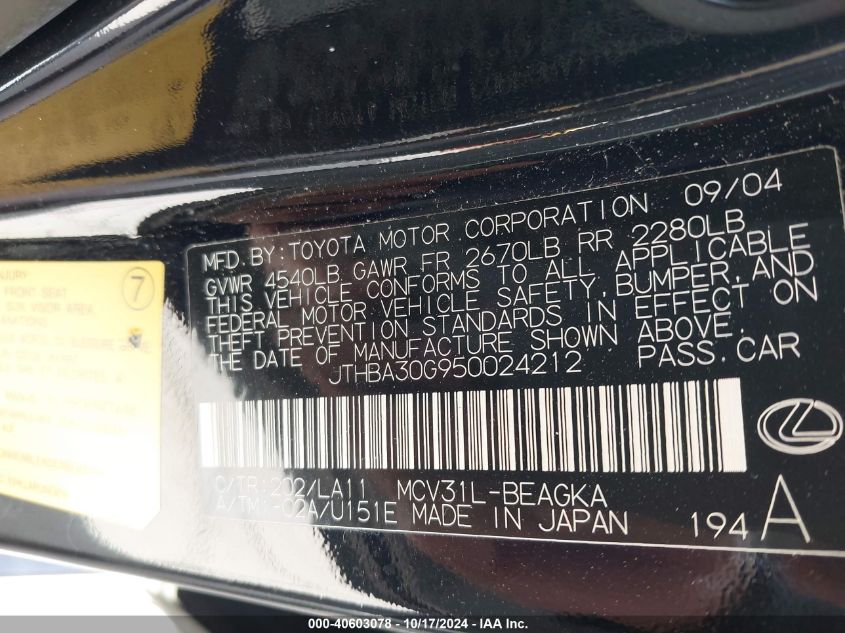 MFD. BY: TOYOTA MOTOR CORPORATION 09/04
GVWR 4540LB GAWR FR 2670LB RR 2280LB
THIS VEHICLE CONFORMS TO ALL APPLICABLE
FEDERAL MOTOR VEHICLE SAFETY, BUMPER, AND
THEFT PREVENTION STANDARDS IN EFFECT ON
THE DATE OF MANUFACTURE SHOWN ABOVE.
JTHBA30G950024212 PASS. CAR
C/TR:202/LA11 MCV31L-BEAGKA
A/TM:-02A/U151E MADE IN JAPAN 194A
7
FRONT SEAT
000-40603078 - 10/17/2024 - © IAA, Inc.